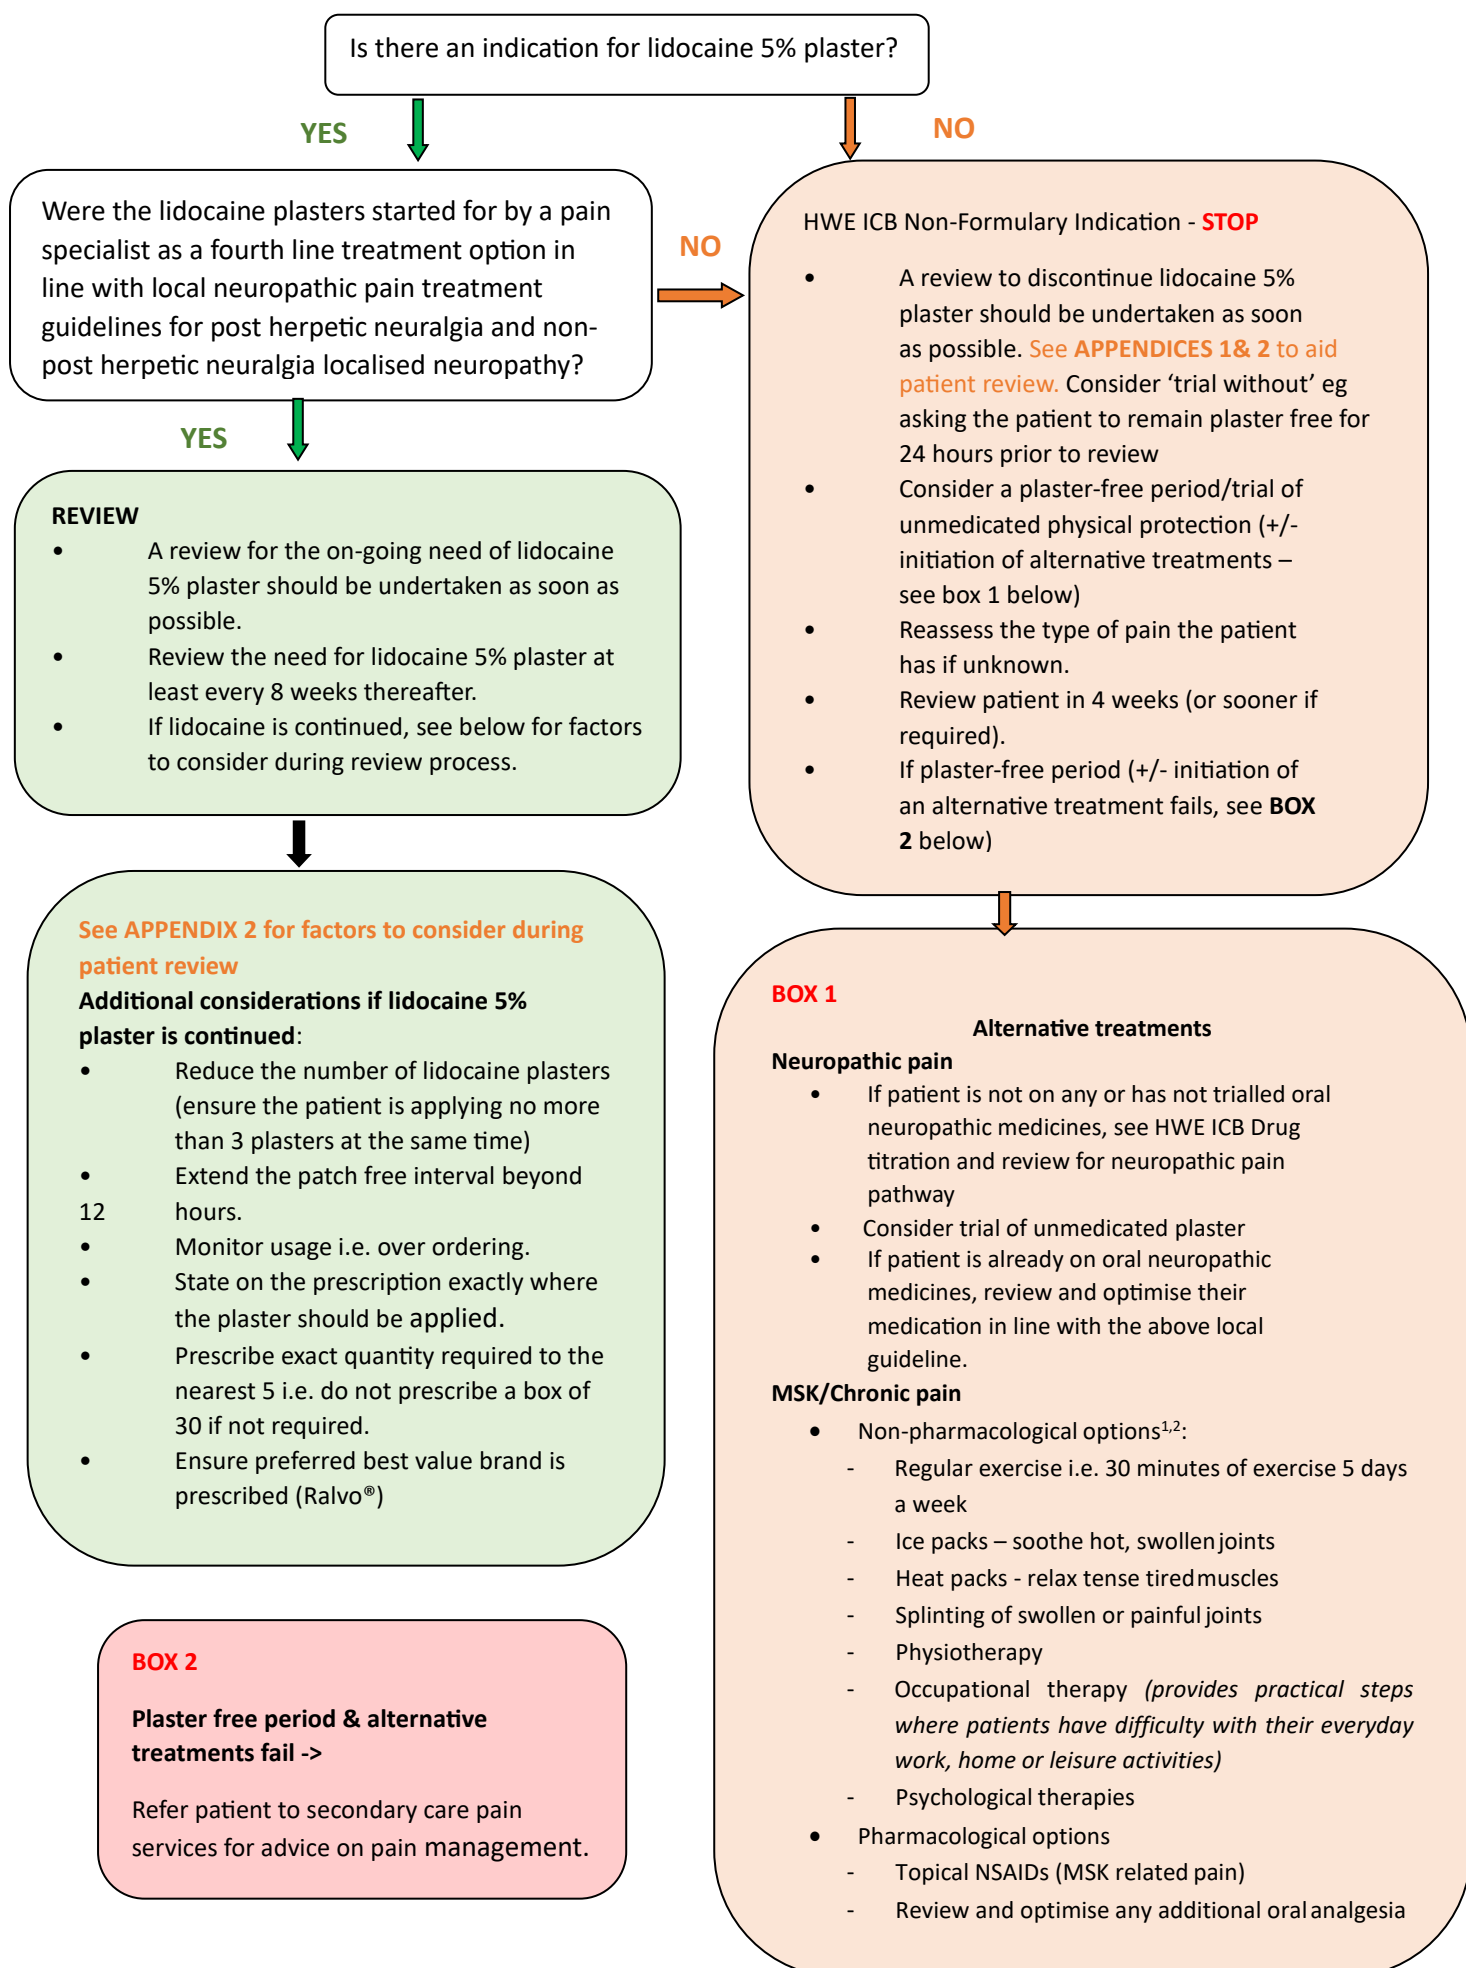 Is there an indication for lidocaine 5% plaster?
YES
NO
Were the lidocaine plasters started for by a pain
specialist as a fourth line treatment option in
line with local neuropathic pain treatment
guidelines for post herpetic neuralgia and non-
post herpetic neuralgia localised neuropathy?
NO
YES
REVIEW
• A review for the on-going need of lidocaine
5% plaster should be undertaken as soon as
possible.
• Review the need for lidocaine 5% plaster at
least every 8 weeks thereafter.
• If lidocaine is continued, see below for factors
to consider during review process.
See APPENDIX 2 for factors to consider during
patient review
Additional considerations if lidocaine 5%
plaster is continued:
• Reduce the number of lidocaine plasters
(ensure the patient is applying no more
than 3 plasters at the same time)
• Extend the patch free interval beyond
12 hours.
• Monitor usage i.e. over ordering.
• State on the prescription exactly where
the plaster should be applied.
• Prescribe exact quantity required to the
nearest 5 i.e. do not prescribe a box of
30 if not required.
• Ensure preferred best value brand is
prescribed (Ralvo®)
BOX 2
Plaster free period & alternative
treatments fail ->
Refer patient to secondary care pain
services for advice on pain management.
HWE ICB Non-Formulary Indication - STOP
• A review to discontinue lidocaine 5%
plaster should be undertaken as soon
as possible. See APPENDICES 1& 2 to aid
patient review. Consider ‘trial without’ eg
asking the patient to remain plaster free for
24 hours prior to review
• Consider a plaster-free period/trial of
unmedicated physical protection (+/-
initiation of alternative treatments –
see box 1 below)
• Reassess the type of pain the patient
has if unknown.
• Review patient in 4 weeks (or sooner if
required).
• If plaster-free period (+/- initiation of
an alternative treatment fails, see BOX
2 below)
BOX 1
Alternative treatments
Neuropathic pain
• If patient is not on any or has not trialled oral
neuropathic medicines, see HWE ICB Drug
titration and review for neuropathic pain
pathway
• Consider trial of unmedicated plaster
• If patient is already on oral neuropathic
medicines, review and optimise their
medication in line with the above local
guideline.
MSK/Chronic pain
• Non-pharmacological options1,2:
- Regular exercise i.e. 30 minutes of exercise 5 days
a week
- Ice packs – soothe hot, swollen joints
- Heat packs - relax tense tiredmuscles
- Splinting of swollen or painful joints
- Physiotherapy
- Occupational therapy (provides practical steps
where patients have difficulty with their everyday
work, home or leisure activities)
- Psychological therapies
• Pharmacological options
- Topical NSAIDs (MSK related pain)
- Review and optimise any additional oral analgesia